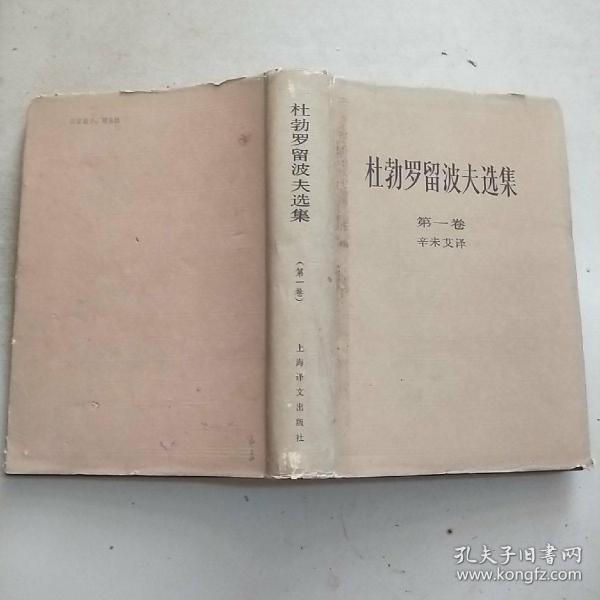 杜勃罗留波夫选集
第一卷
辛未艾译
杜勃罗留波夫选集
（第一卷）
上海译文出版社
孔夫子旧书网
www.kongfz.com